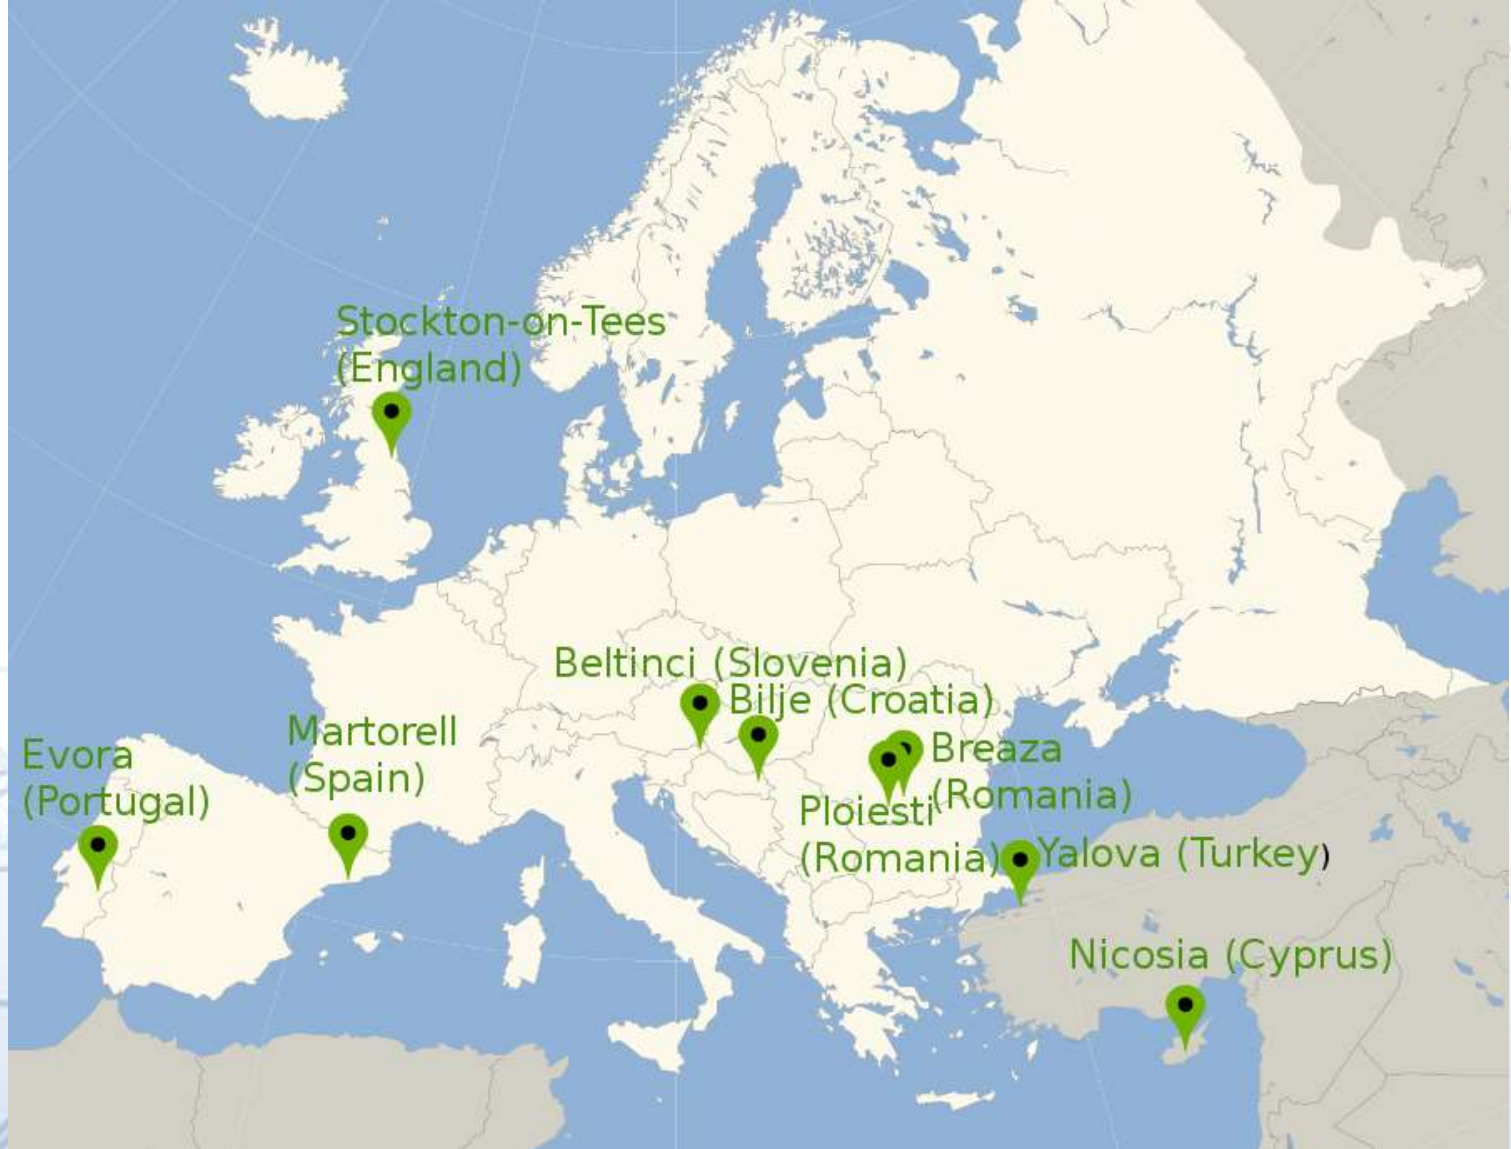 Stockton-on-Tees
(England)
Beltinci (Slovenia)
Bilje (Croatia)
Martorell
(Spain)
Evora
(Portugal)
Breaza
(Romania)
Ploiesti
(Romania)
Yalova (Turkey)
Nicosia (Cyprus)